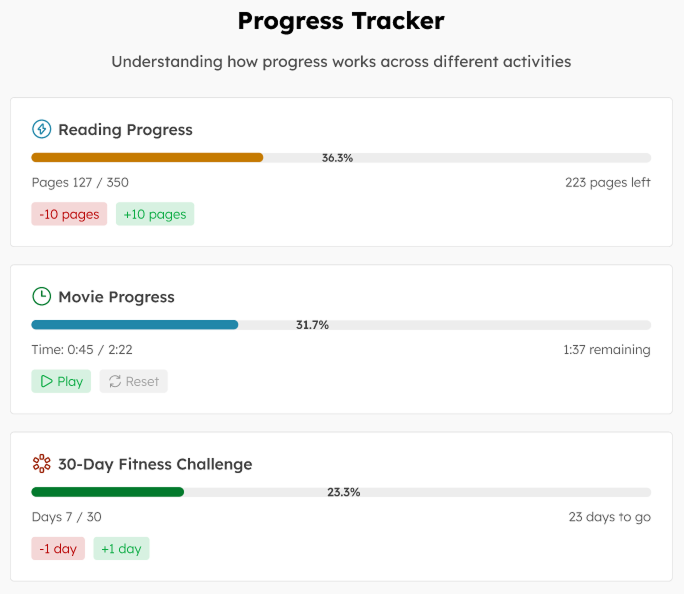 Progress Tracker
Understanding how progress works across different activities
Reading Progress
36.3%
Pages 127 / 350 223 pages left
-10 pages +10 pages
Movie Progress
31.7%
Time: 0:45 / 2:22 1:37 remaining
Play Reset
30-Day Fitness Challenge
23.3%
Days 7 / 30 23 days to go
-1 day +1 day